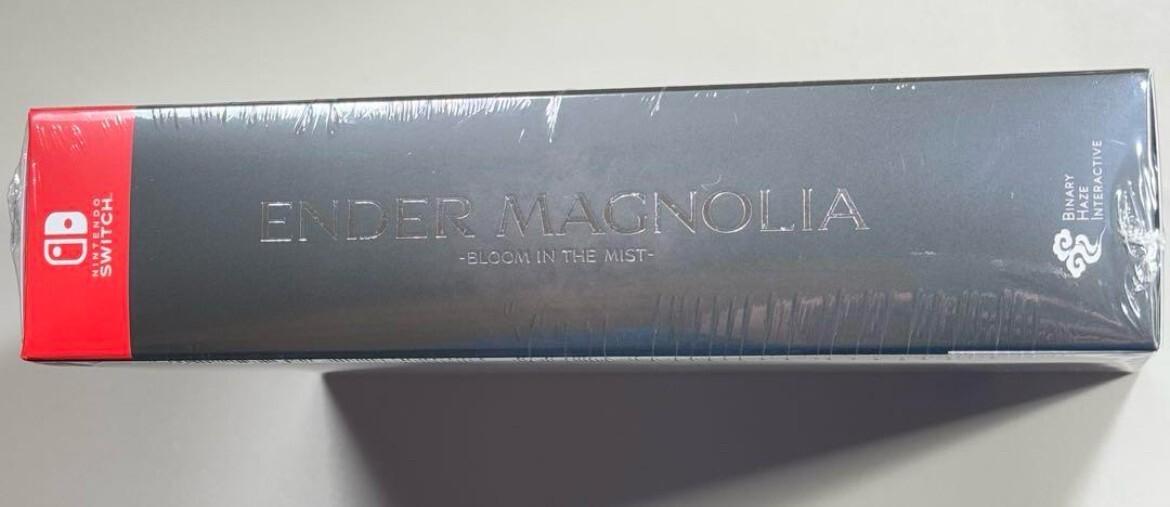 NINTENDO
SWITCH
ENDER MAGNOLIA
-BLOOM IN THE MIST-
BINARY
HAZE
INTERACTIVE